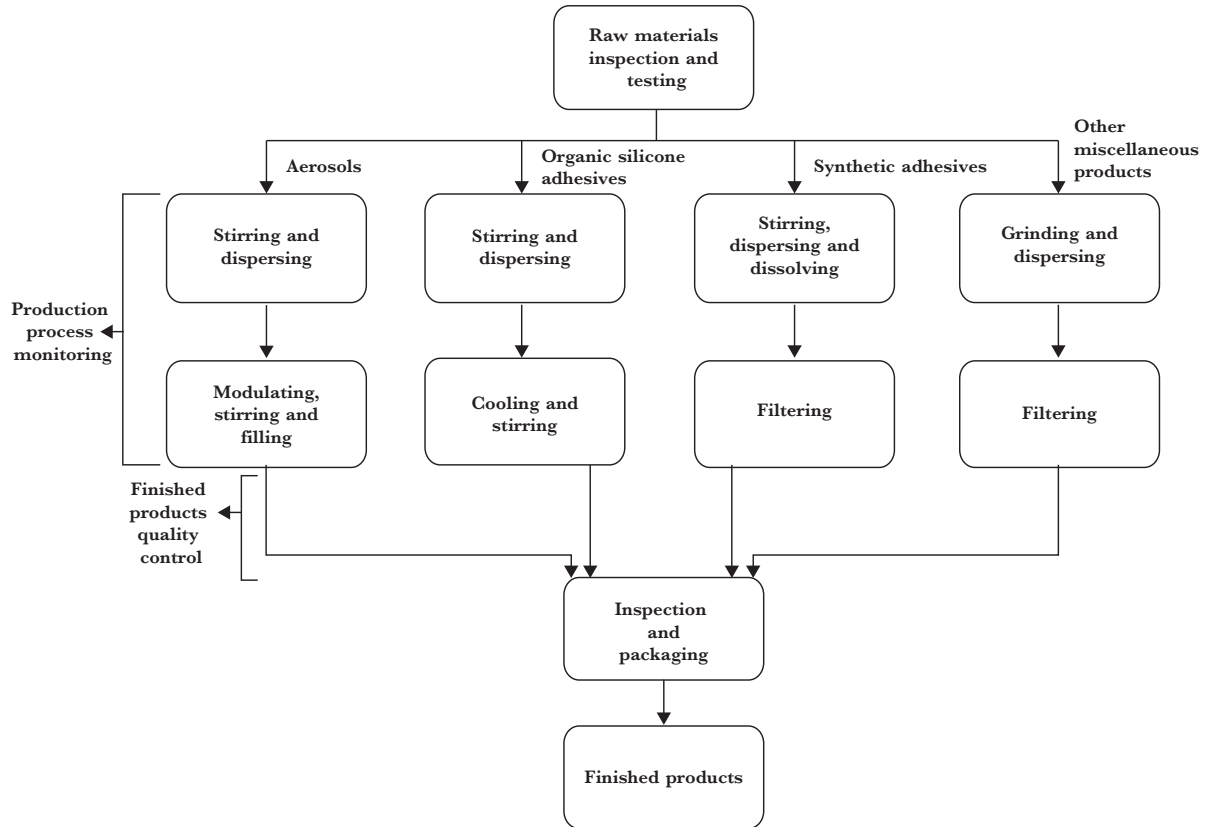 Raw materials
inspection and
testing
Aerosols
Organic silicone
adhesives
Synthetic adhesives
Other
miscellaneous
products
Stirring and
dispersing
Stirring and
dispersing
Stirring,
dispersing and
dissolving
Grinding and
dispersing
Production
process
monitoring
Modulating,
stirring and
filling
Cooling and
stirring
Filtering
Filtering
Finished
products
quality
control
Inspection
and
packaging
Finished products